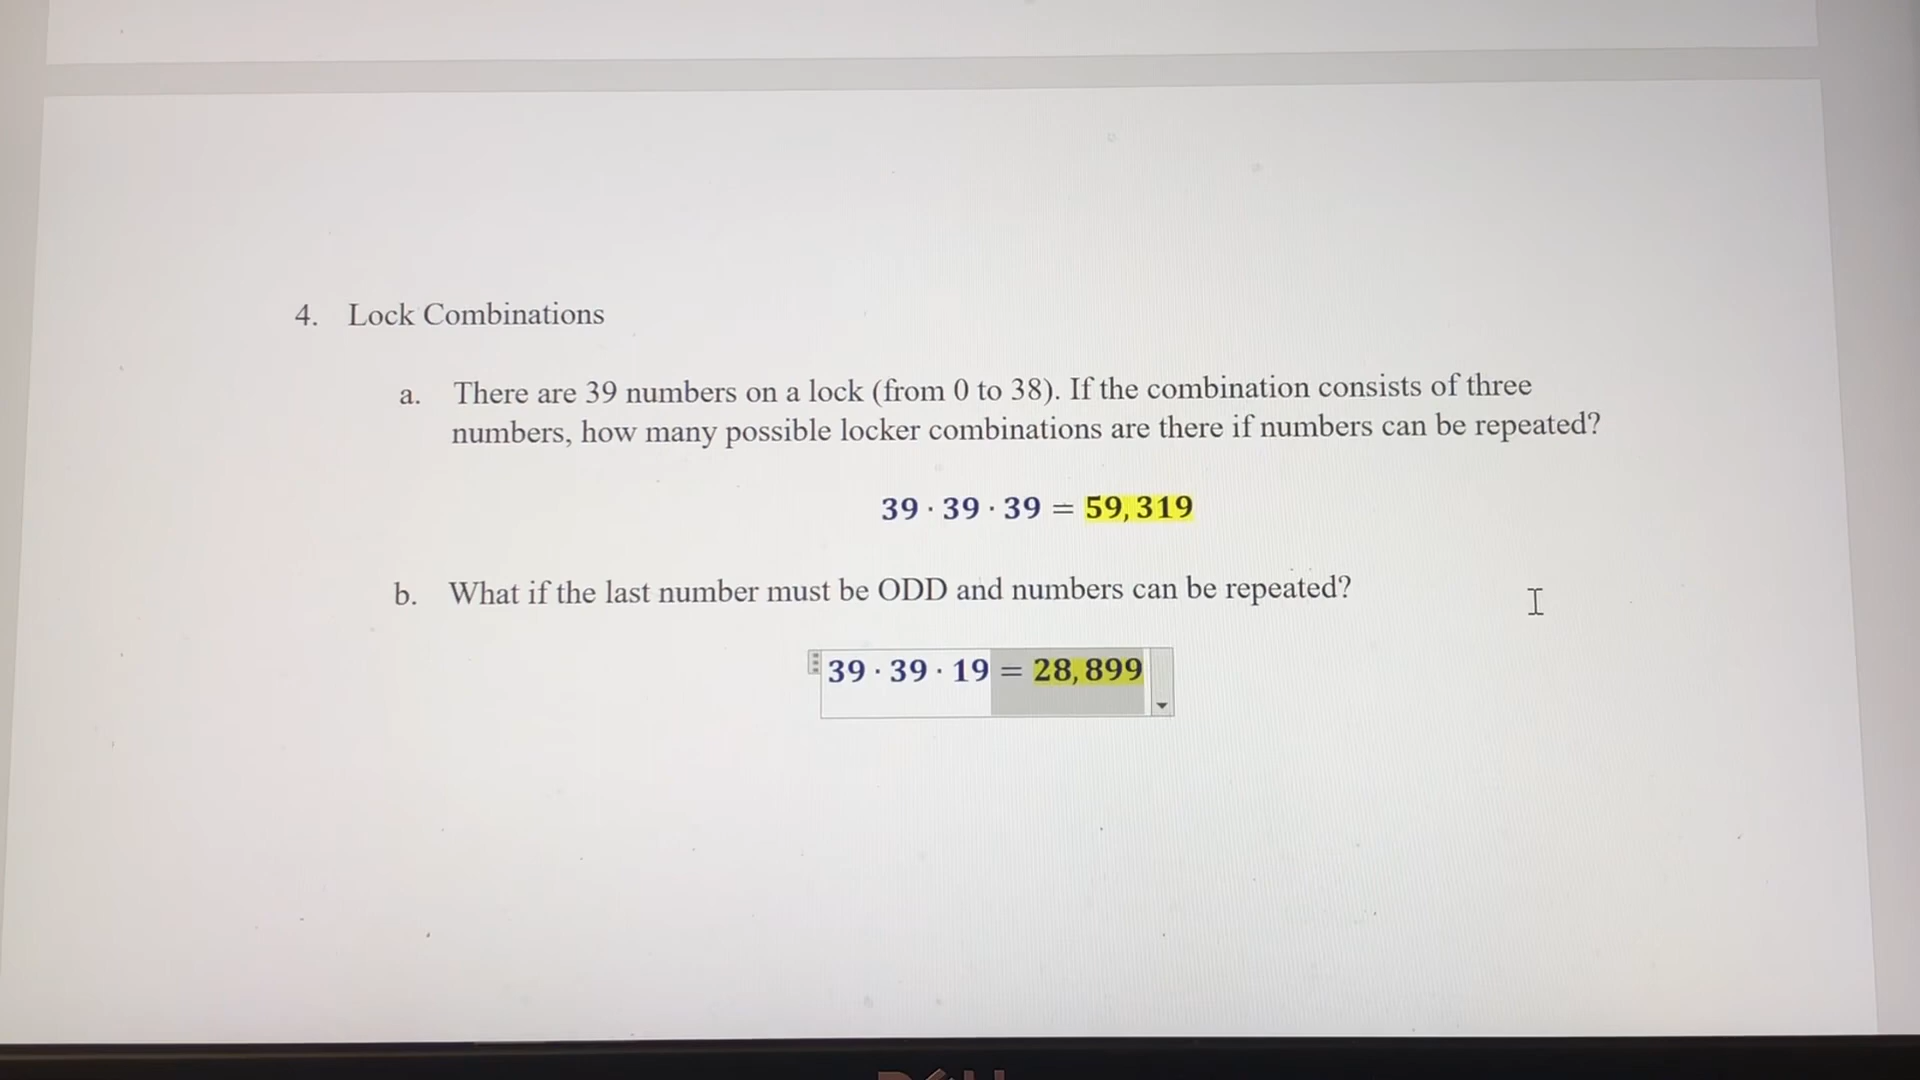 4. Lock Combinations
a. There are 39 numbers on a lock (from 0 to 38). If the combination consists of three
numbers, how many possible locker combinations are there if numbers can be repeated?
39 · 39 · 39 = 59,319
b. What if the last number must be ODD and numbers can be repeated?
39 · 39 · 19 = 28,899